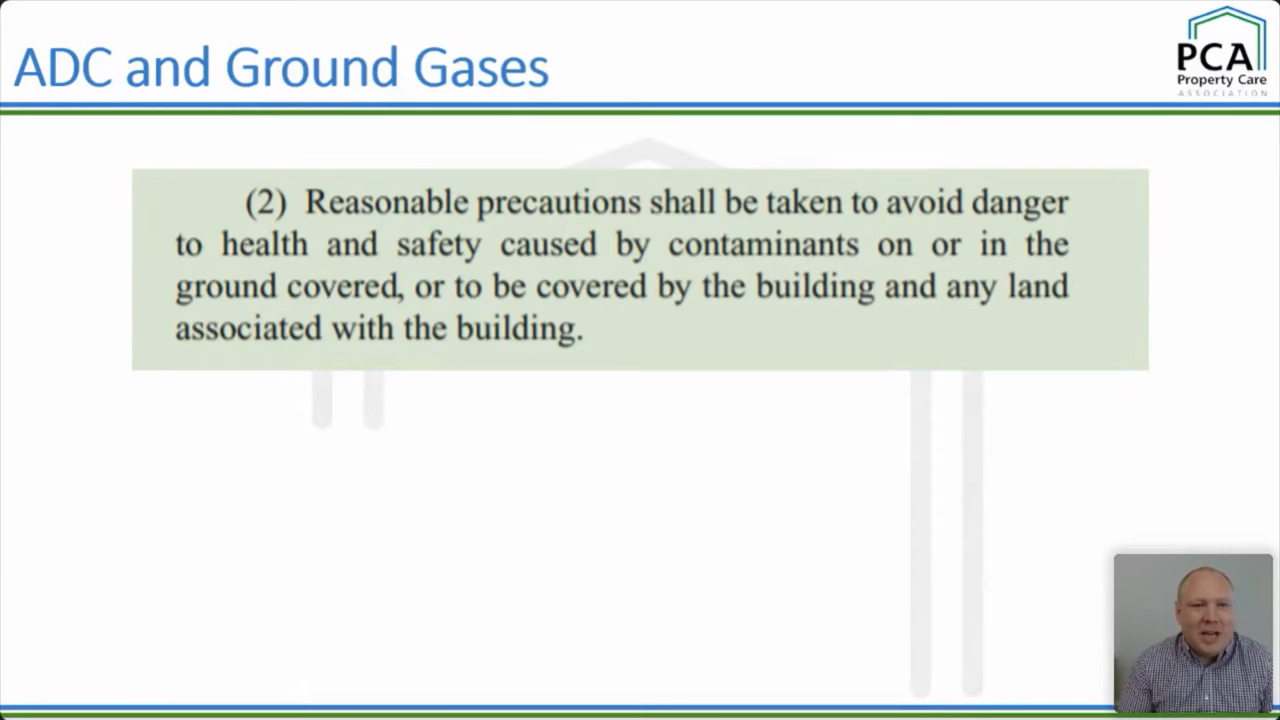 ADC and Ground Gases
PCA
Property Care
ASSOCIATION
(2) Reasonable precautions shall be taken to avoid danger
to health and safety caused by contaminants on or in the
ground covered, or to be covered by the building and any land
associated with the building.